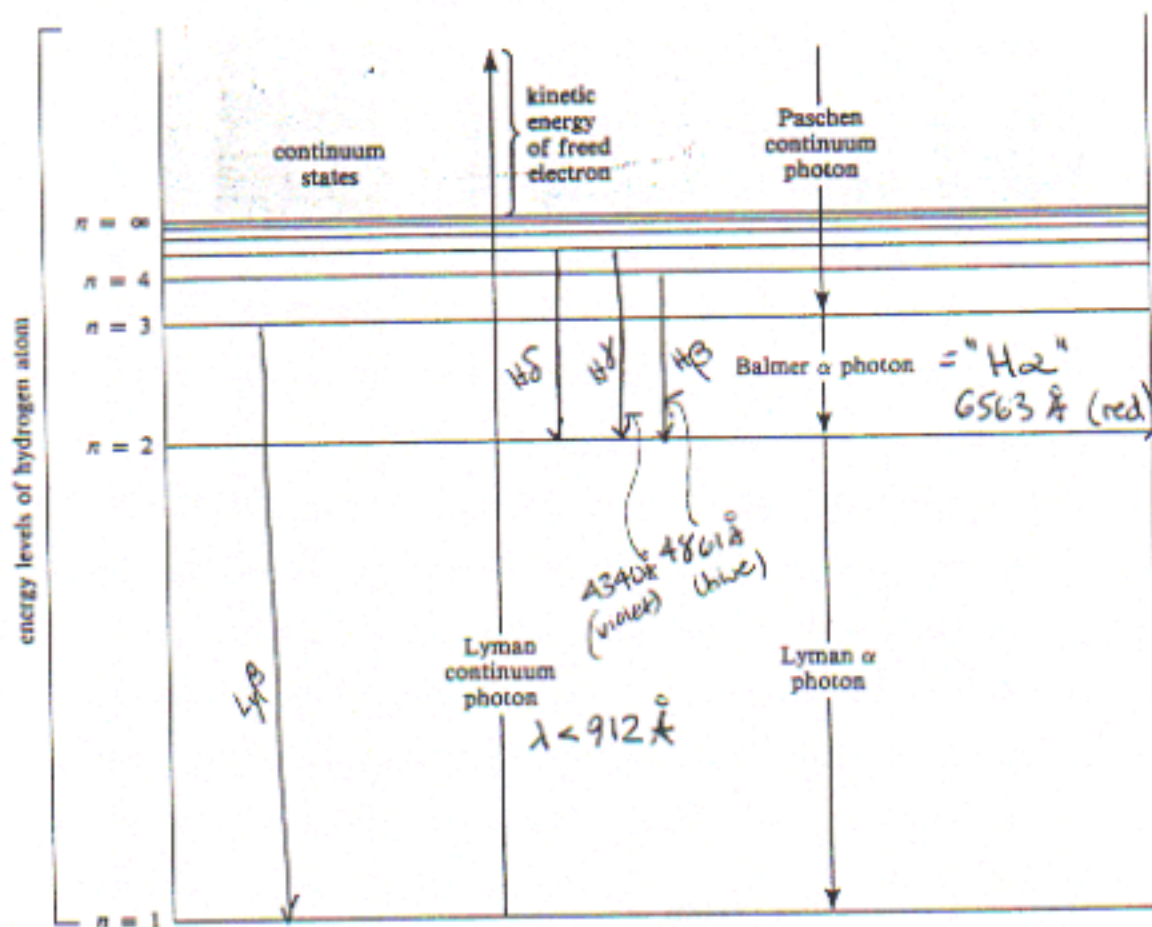 energy levels of hydrogen atom
kinetic
energy
of freed
electron
continuum
states
Paschen
continuum
photon
n = ∞
n = 4
n = 3
n = 2
n = 1
Hδ
Hγ
Hβ
Balmer α photon = "Hα"
6563 Å (red)
4340Å
(violet)
4861Å
Lyβ
Lyman
continuum
photon
λ < 912 Å
Lyman α
photon